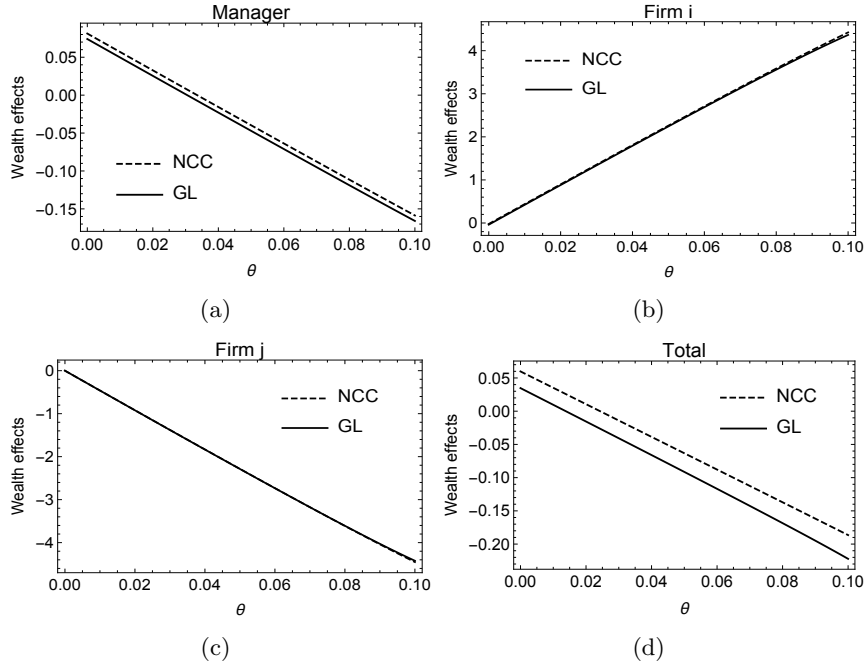 Manager
Wealth effects
0.05
0.00
−0.05
−0.10
−0.15
NCC
GL
0.00 0.02 0.04 0.06 0.08 0.10
θ
(a)
Firm i
Wealth effects
4
3
2
1
0
NCC
GL
0.00 0.02 0.04 0.06 0.08 0.10
θ
(b)
Firm j
Wealth effects
0
−1
−2
−3
−4
NCC
GL
0.00 0.02 0.04 0.06 0.08 0.10
θ
(c)
Total
Wealth effects
0.05
0.00
−0.05
−0.10
−0.15
−0.20
NCC
GL
0.00 0.02 0.04 0.06 0.08 0.10
θ
(d)